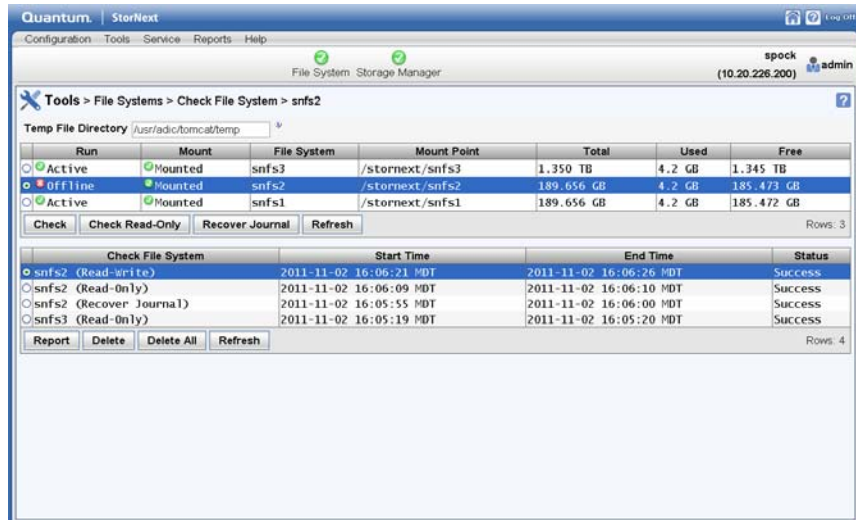 Quantum. StorNext Log Off
Configuration Tools Service Reports Help
File System Storage Manager
spock
(10.20.226.200)
admin
Tools > File Systems > Check File System > snfs2
Temp File Directory /usr/adic/tomcat/temp
Run Mount File System Mount Point Total Used Free
Active Mounted snfs3 /stornext/snfs3 1.350 TB 4.2 GB 1.345 TB
Offline Mounted snfs2 /stornext/snfs2 189.656 GB 4.2 GB 185.473 GB
Active Mounted snfs1 /stornext/snfs1 189.656 GB 4.2 GB 185.472 GB
Check Check Read-Only Recover Journal Refresh Rows: 3
Check File System Start Time End Time Status
snfs2 (Read-Write) 2011-11-02 16:06:21 MDT 2011-11-02 16:06:26 MDT Success
snfs2 (Read-Only) 2011-11-02 16:06:09 MDT 2011-11-02 16:06:10 MDT Success
snfs2 (Recover Journal) 2011-11-02 16:05:55 MDT 2011-11-02 16:06:00 MDT Success
snfs3 (Read-Only) 2011-11-02 16:05:19 MDT 2011-11-02 16:05:20 MDT Success
Report Delete Delete All Refresh Rows: 4